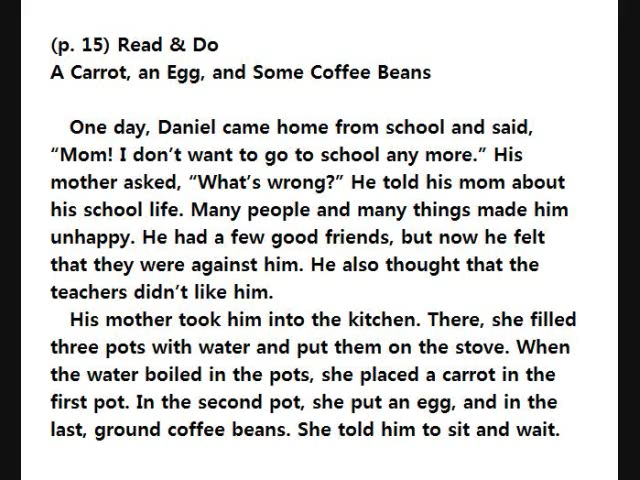 (p. 15) Read & Do
A Carrot, an Egg, and Some Coffee Beans
One day, Daniel came home from school and said,
“Mom! I don’t want to go to school any more.” His
mother asked, “What’s wrong?” He told his mom about
his school life. Many people and many things made him
unhappy. He had a few good friends, but now he felt
that they were against him. He also thought that the
teachers didn’t like him.
His mother took him into the kitchen. There, she filled
three pots with water and put them on the stove. When
the water boiled in the pots, she placed a carrot in the
first pot. In the second pot, she put an egg, and in the
last, ground coffee beans. She told him to sit and wait.